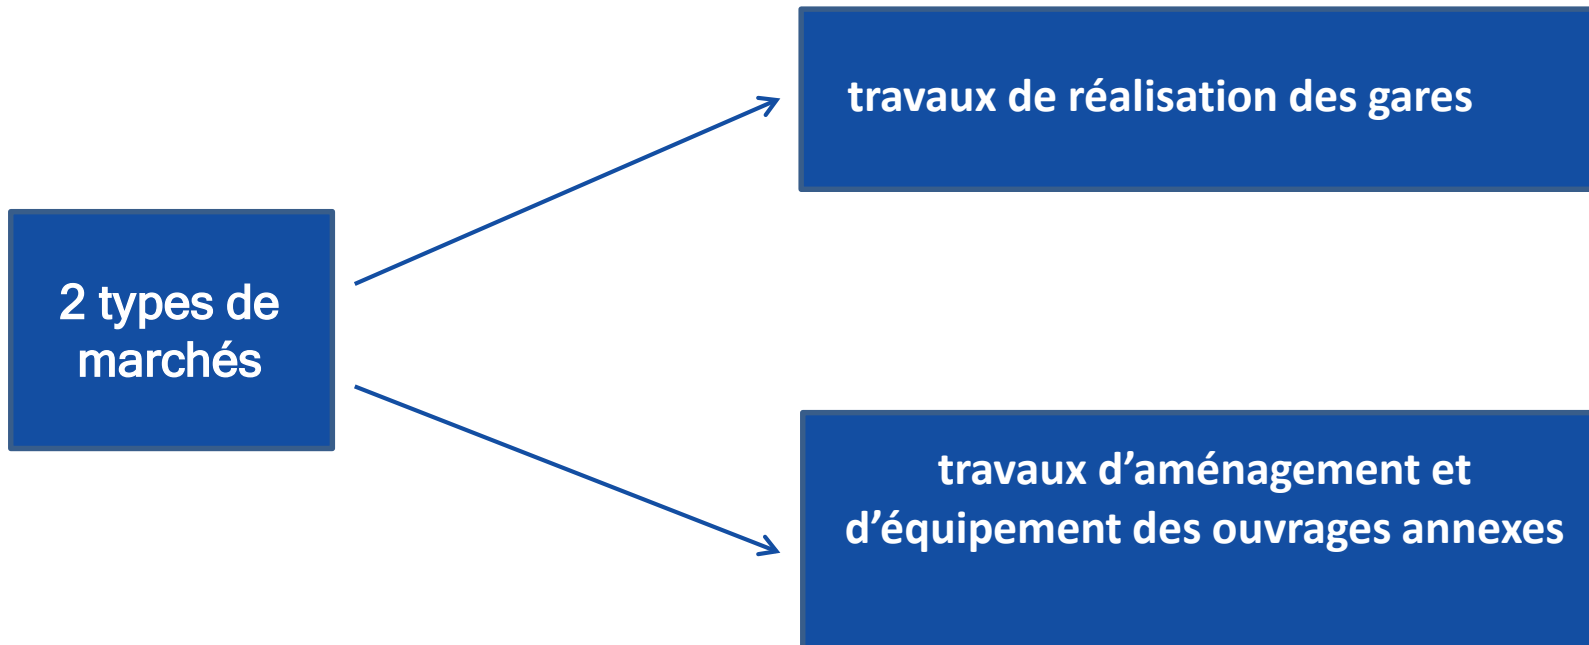 travaux de réalisation des gares
2 types de
marchés
travaux d’aménagement et
d’équipement des ouvrages annexes